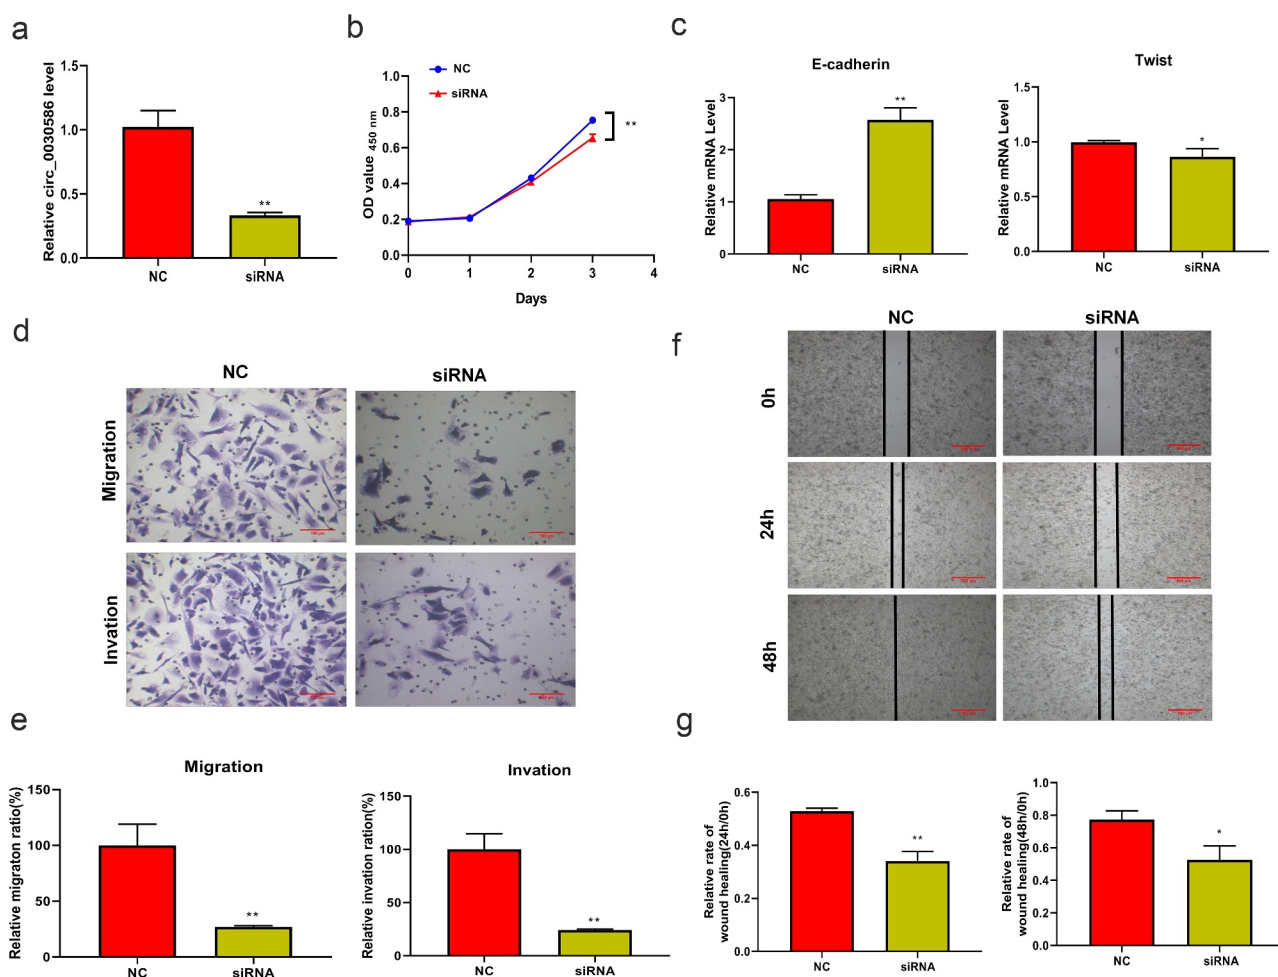 a
Relative circ_0030586 level
1.5
1.0
0.5
0.0
**
NC
siRNA
b
NC
siRNA
OD value 450 nm
1.0
0.8
0.6
0.4
0.2
0.0
**
0
1
2
3
4
Days
c
E-cadherin
Relative mRNA Level
3
2
1
0
**
NC
siRNA
Twist
Relative mRNA Level
1.5
1.0
0.5
0.0
*
NC
siRNA
d
NC
siRNA
Migration
Invation
f
NC
siRNA
0h
24h
48h
e
Migration
Relative migraton ratio(%)
150
100
50
0
**
NC
siRNA
Invation
Relative invation ration(%)
150
100
50
0
**
NC
siRNA
g
Relative rate of
wound healing(24h/0h)
0.6
0.4
0.2
0.0
**
NC
siRNA
Relative rate of
wound healing(48h/0h)
1.0
0.8
0.6
0.4
0.2
0.0
*
NC
siRNA